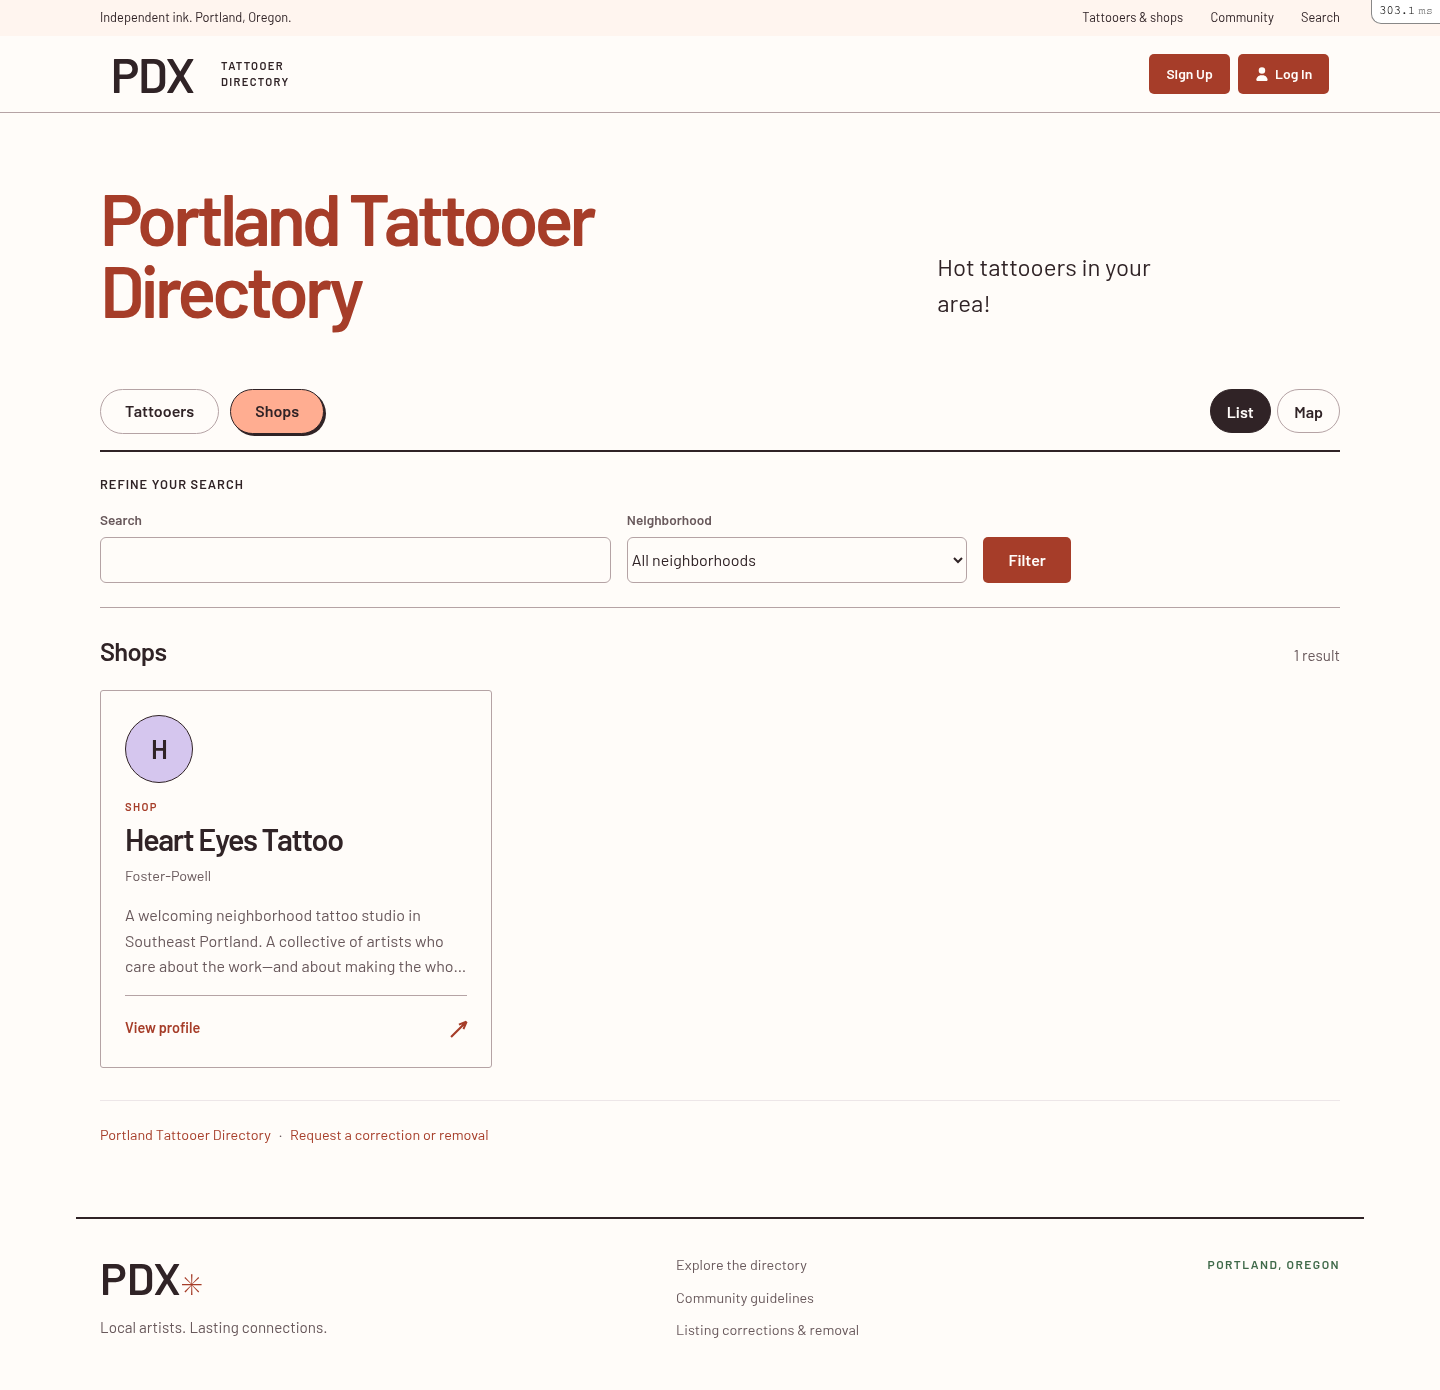 Independent ink. Portland, Oregon.
Tattooers & shops
Community
Search
303.1 ms
PDX
TATTOOER
DIRECTORY
Sign Up
Log In
Portland Tattooer
Directory
Hot tattooers in your
area!
Tattooers
Shops
List
Map
REFINE YOUR SEARCH
Search
Neighborhood
All neighborhoods
Filter
Shops
1 result
H
SHOP
Heart Eyes Tattoo
Foster-Powell
A welcoming neighborhood tattoo studio in
Southeast Portland. A collective of artists who
care about the work—and about making the who...
View profile
Portland Tattooer Directory · Request a correction or removal
PDX
Local artists. Lasting connections.
Explore the directory
Community guidelines
Listing corrections & removal
PORTLAND, OREGON